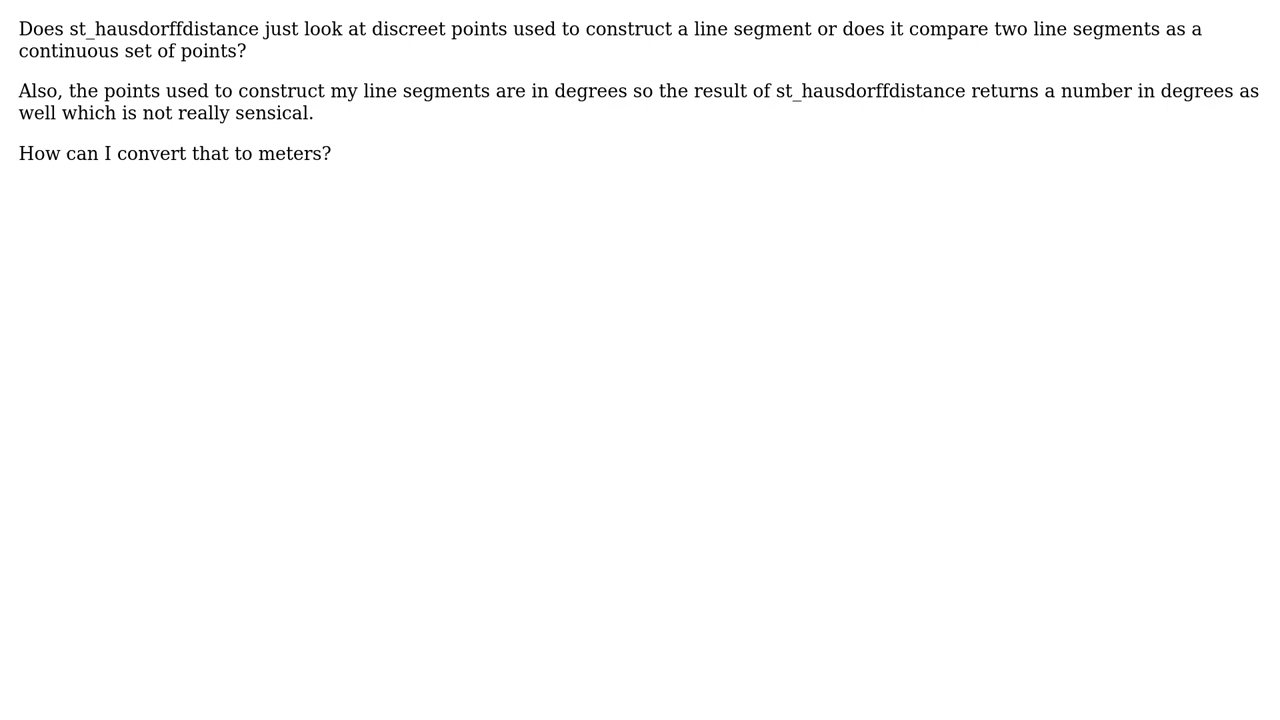 Does st_hausdorffdistance just look at discreet points used to construct a line segment or does it compare two line segments as a
continuous set of points?
Also, the points used to construct my line segments are in degrees so the result of st_hausdorffdistance returns a number in degrees as
well which is not really sensical.
How can I convert that to meters?